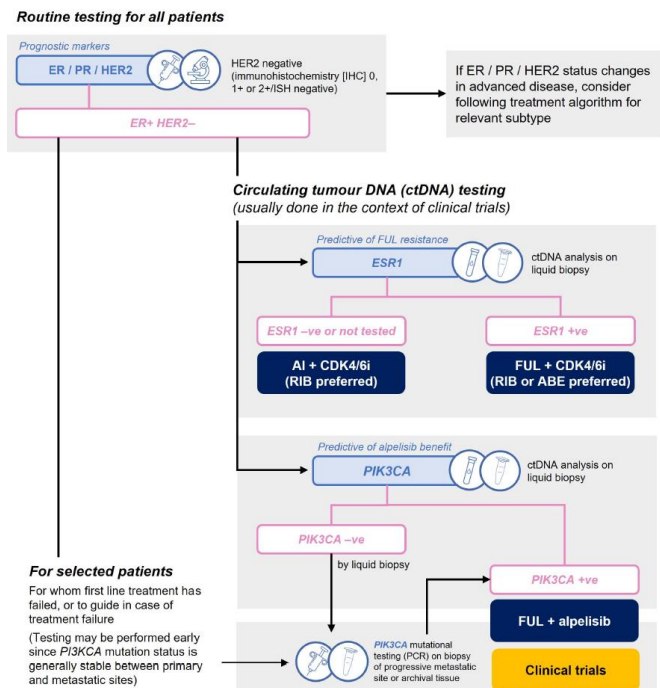 Routine testing for all patients
Prognostic markers
ER / PR / HER2
HER2 negative
(immunohistochemistry [IHC] 0,
1+ or 2+/ISH negative)
ER+ HER2–
If ER / PR / HER2 status changes
in advanced disease, consider
following treatment algorithm for
relevant subtype
Circulating tumour DNA (ctDNA) testing
(usually done in the context of clinical trials)
Predictive of FUL resistance
ESR1
ctDNA analysis on
liquid biopsy
ESR1 –ve or not tested
ESR1 +ve
AI + CDK4/6i
(RIB preferred)
FUL + CDK4/6i
(RIB or ABE preferred)
Predictive of alpelisib benefit
PIK3CA
ctDNA analysis on
liquid biopsy
PIK3CA –ve
by liquid biopsy
PIK3CA +ve
FUL + alpelisib
Clinical trials
For selected patients
For whom first line treatment has
failed, or to guide in case of
treatment failure
(Testing may be performed early
since PI3KCA mutation status is
generally stable between primary
and metastatic sites)
PIK3CA mutational
testing (PCR) on biopsy
of progressive metastatic
site or archival tissue